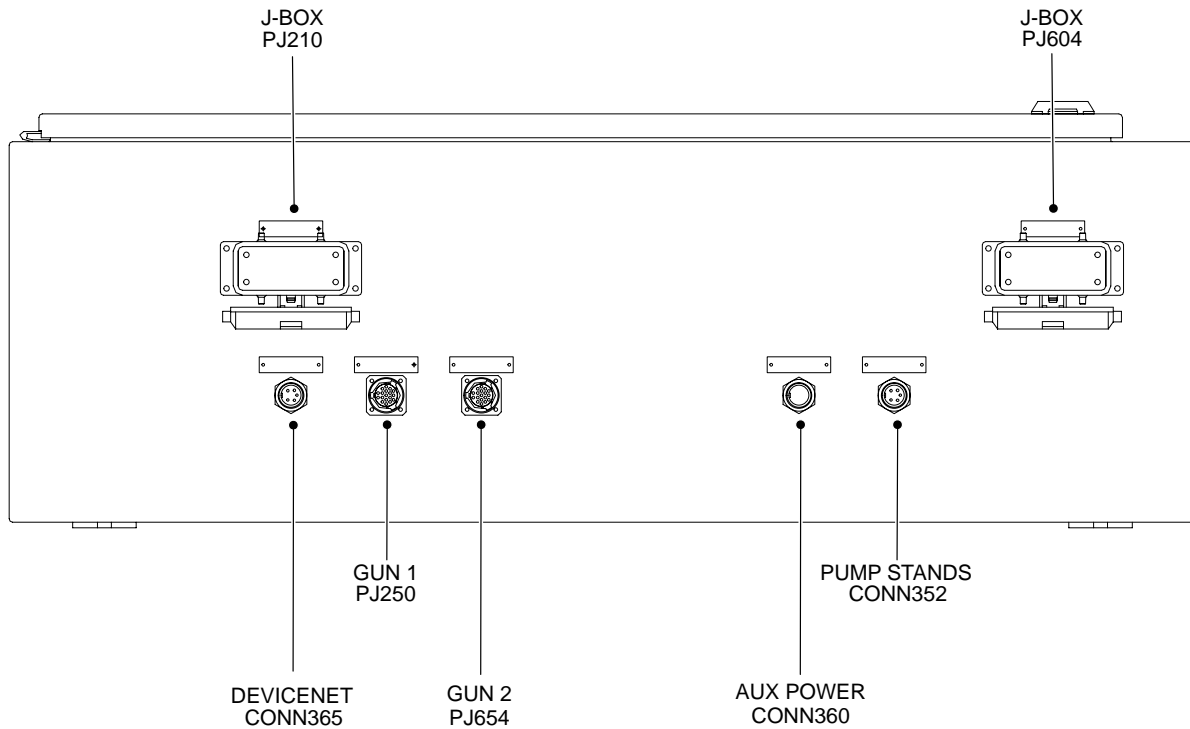 J-BOX
PJ210
J-BOX
PJ604
GUN 1
PJ250
PUMP STANDS
CONN352
DEVICENET
CONN365
GUN 2
PJ654
AUX POWER
CONN360